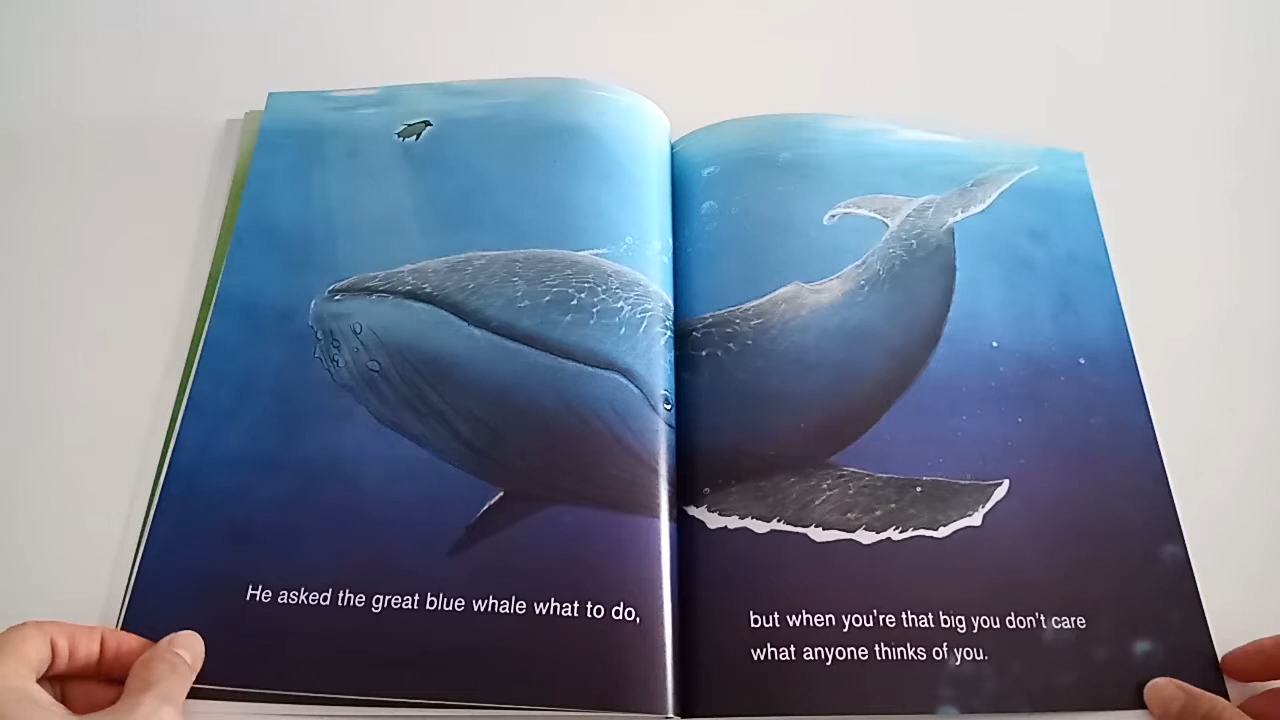 He asked the great blue whale what to do,
but when you're that big you don't care
what anyone thinks of you.